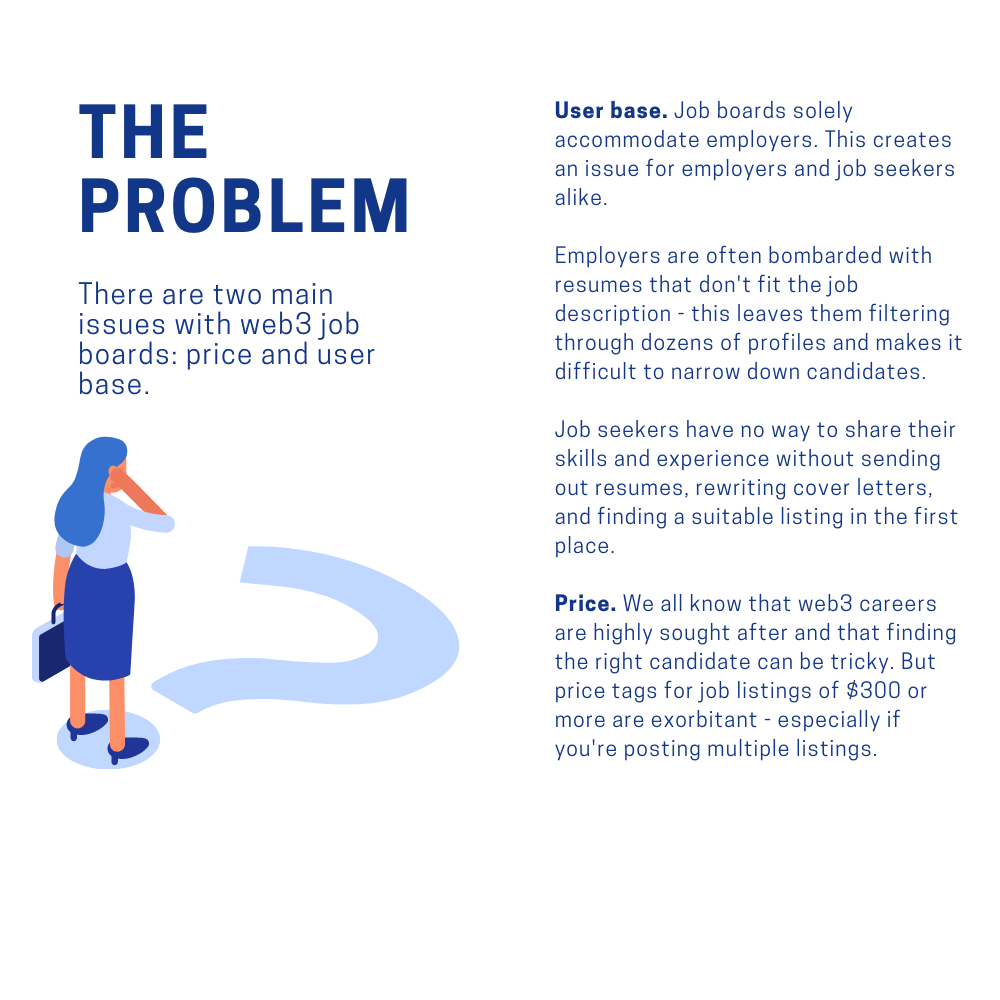 THE
PROBLEM
There are two main
issues with web3 job
boards: price and user
base.
User base. Job boards solely
accommodate employers. This creates
an issue for employers and job seekers
alike.
Employers are often bombarded with
resumes that don't fit the job
description - this leaves them filtering
through dozens of profiles and makes it
difficult to narrow down candidates.
Job seekers have no way to share their
skills and experience without sending
out resumes, rewriting cover letters,
and finding a suitable listing in the first
place.
Price. We all know that web3 careers
are highly sought after and that finding
the right candidate can be tricky. But
price tags for job listings of $300 or
more are exorbitant - especially if
you're posting multiple listings.